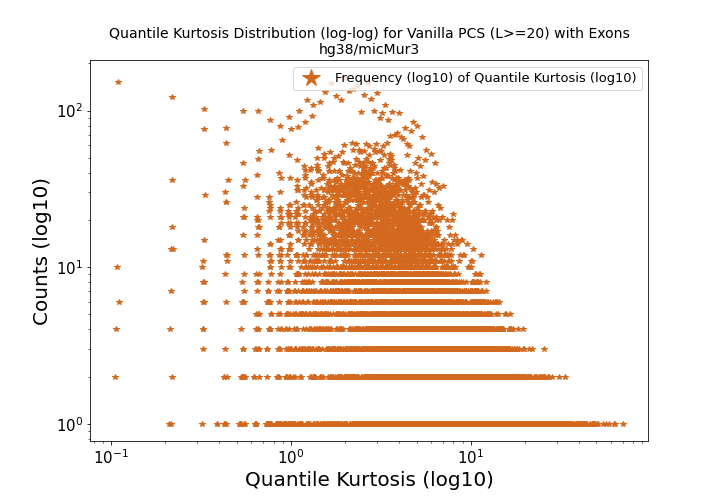 Quantile Kurtosis Distribution (log-log) for Vanilla PCS (L>=20) with Exons
hg38/micMur3
Frequency (log10) of Quantile Kurtosis (log10)
Counts (log10)
10²
10¹
10⁰
10⁻¹ 10⁰ 10¹
Quantile Kurtosis (log10)